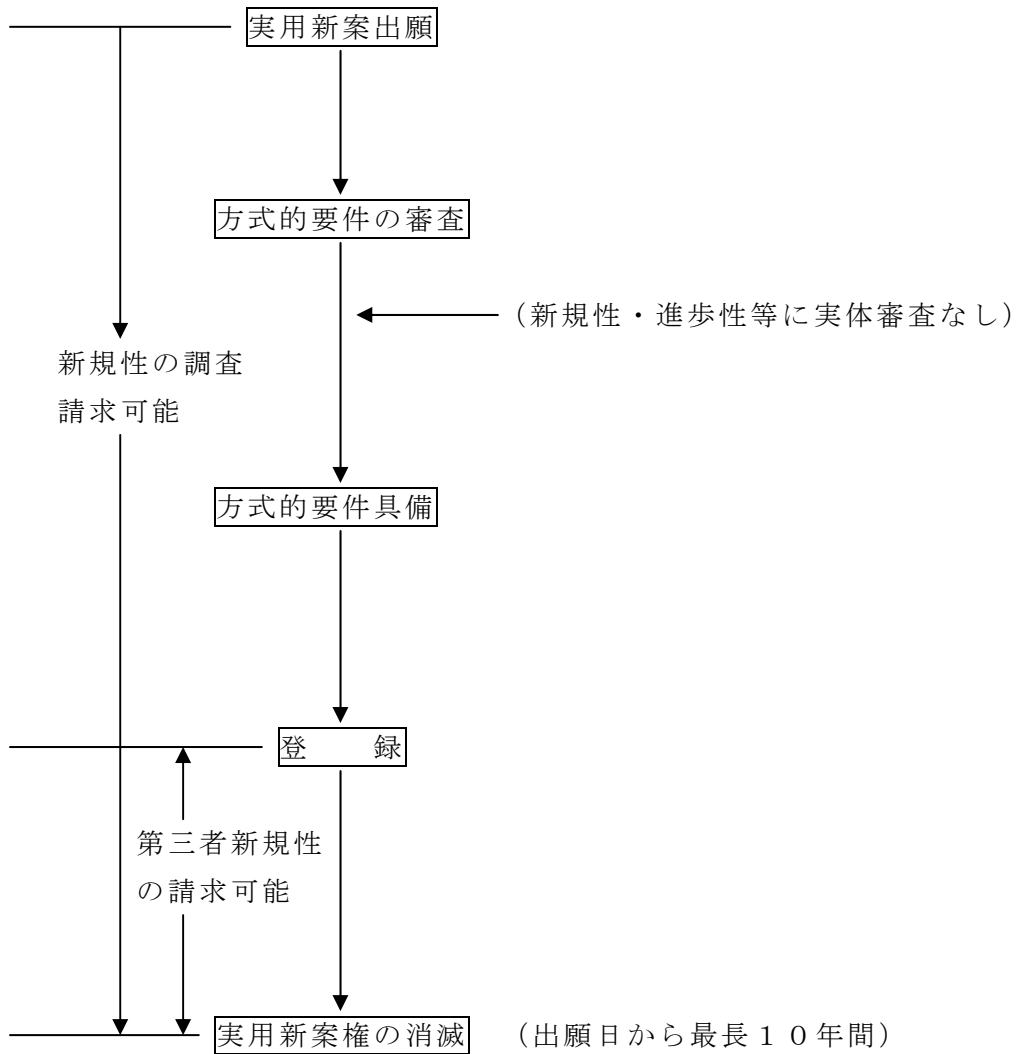 実用新案出願
方式的要件の審査
（新規性・進歩性等に実体審査なし）
新規性の調査
請求可能
方式的要件具備
登　　録
第三者新規性
の請求可能
実用新案権の消滅　（出願日から最長１０年間）